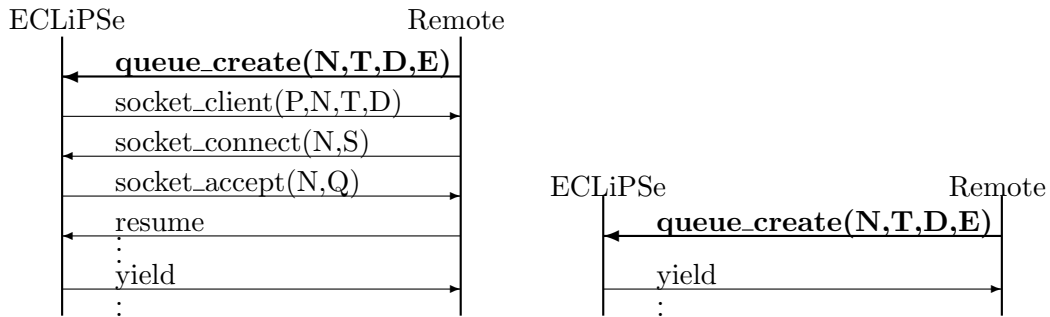 ECLiPSe Remote
queue_create(N,T,D,E)
socket_client(P,N,T,D)
socket_connect(N,S)
socket_accept(N,Q)
resume
:
yield
:
ECLiPSe Remote
queue_create(N,T,D,E)
yield
: